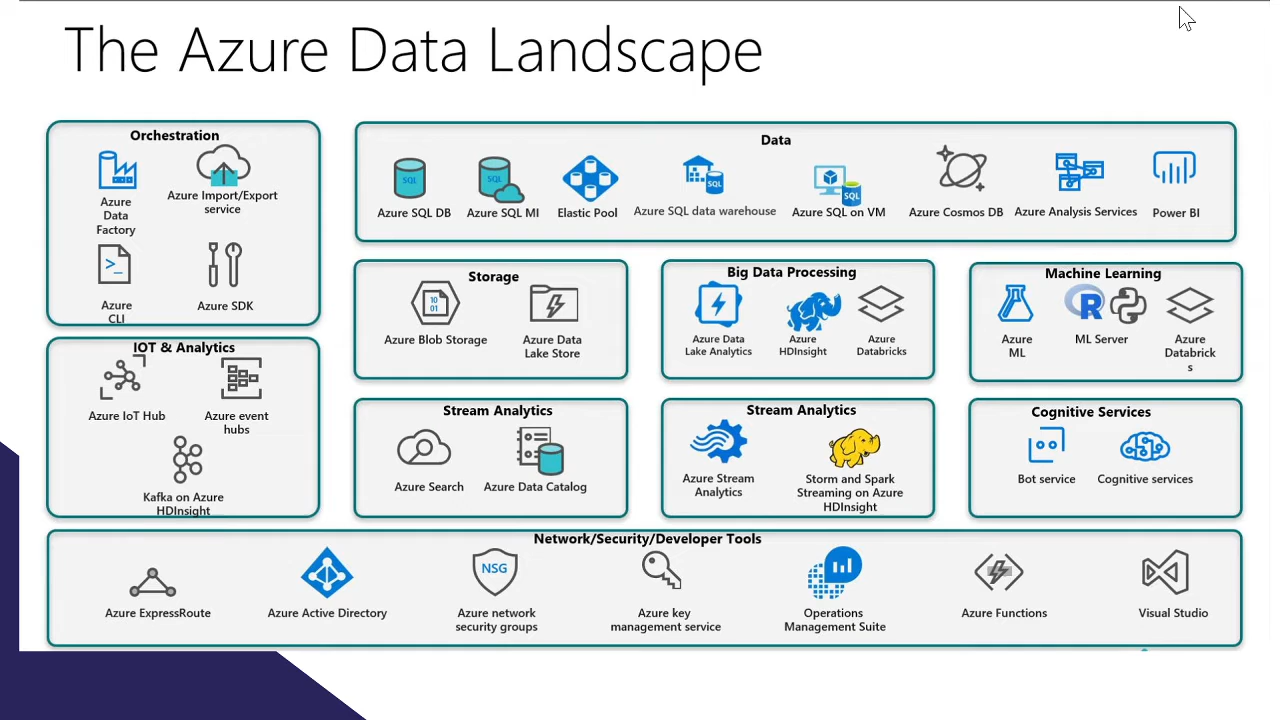 The Azure Data Landscape
Orchestration
Azure
Data
Factory
Azure Import/Export
service
>_
Azure
CLI
Azure SDK
Data
SQL
Azure SQL DB
SQL
Azure SQL MI
Elastic Pool
SQL
Azure SQL data warehouse
SQL
Azure SQL on VM
Azure Cosmos DB
Azure Analysis Services
Power BI
Storage
10
01
Azure Blob Storage
Azure Data
Lake Store
Big Data Processing
Azure Data
Lake Analytics
Azure
HDInsight
Azure
Databricks
Machine Learning
Azure
ML
R
ML Server
Azure
Databrick
s
IOT & Analytics
Azure IoT Hub
Azure event
hubs
Kafka on Azure
HDInsight
Stream Analytics
Azure Search
Azure Data Catalog
Stream Analytics
Azure Stream
Analytics
Storm and Spark
Streaming on Azure
HDInsight
Cognitive Services
Bot service
Cognitive services
Network/Security/Developer Tools
Azure ExpressRoute
Azure Active Directory
NSG
Azure network
security groups
Azure key
management service
Operations
Management Suite
Azure Functions
Visual Studio